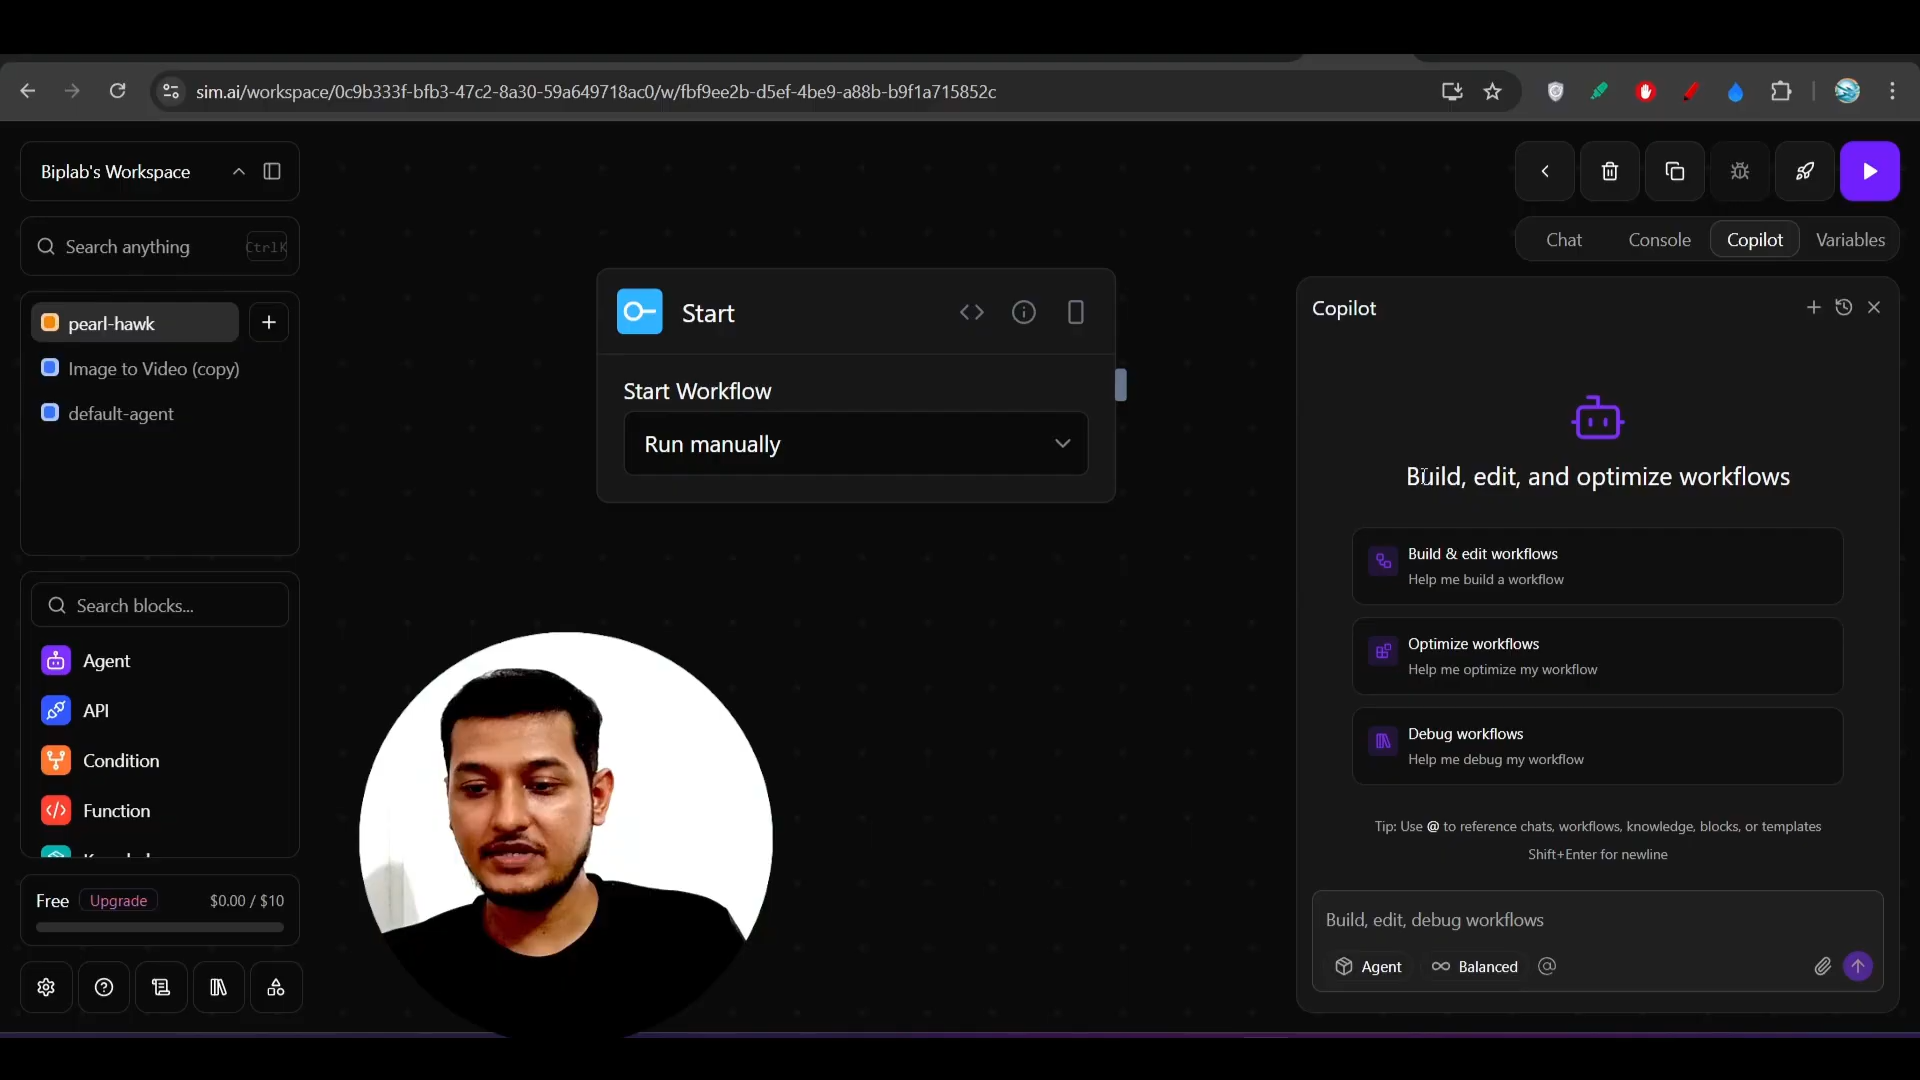 sim.ai/workspace/0c9b333f-bfb3-47c2-8a30-59a649718ac0/w/fbf9ee2b-d5ef-4be9-a88b-b9f1a715852c
Biplab's Workspace
Search anything
CtrlK
pearl-hawk
Image to Video (copy)
default-agent
Search blocks...
Agent
API
Condition
Function
Free
Upgrade
$0.00 / $10
Start
Start Workflow
Run manually
Chat
Console
Copilot
Variables
Copilot
Build, edit, and optimize workflows
Build & edit workflows
Help me build a workflow
Optimize workflows
Help me optimize my workflow
Debug workflows
Help me debug my workflow
Tip: Use @ to reference chats, workflows, knowledge, blocks, or templates
Shift+Enter for newline
Build, edit, debug workflows
Agent
Balanced